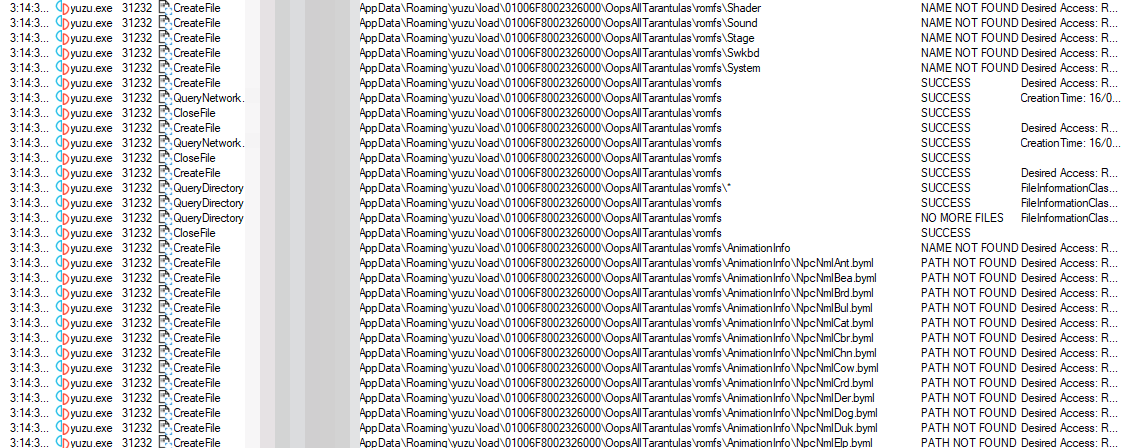 3:14:3... yuzu.exe 31232 CreateFile AppData\Roaming\yuzu\load\01006F8002326000\OopsAllTarantulas\romfs\Shader NAME NOT FOUND Desired Access: R...
3:14:3... yuzu.exe 31232 CreateFile AppData\Roaming\yuzu\load\01006F8002326000\OopsAllTarantulas\romfs\Sound NAME NOT FOUND Desired Access: R...
3:14:3... yuzu.exe 31232 CreateFile AppData\Roaming\yuzu\load\01006F8002326000\OopsAllTarantulas\romfs\Stage NAME NOT FOUND Desired Access: R...
3:14:3... yuzu.exe 31232 CreateFile AppData\Roaming\yuzu\load\01006F8002326000\OopsAllTarantulas\romfs\Swkbd NAME NOT FOUND Desired Access: R...
3:14:3... yuzu.exe 31232 CreateFile AppData\Roaming\yuzu\load\01006F8002326000\OopsAllTarantulas\romfs\System NAME NOT FOUND Desired Access: R...
3:14:3... yuzu.exe 31232 CreateFile AppData\Roaming\yuzu\load\01006F8002326000\OopsAllTarantulas\romfs SUCCESS Desired Access: R...
3:14:3... yuzu.exe 31232 QueryNetwork... AppData\Roaming\yuzu\load\01006F8002326000\OopsAllTarantulas\romfs SUCCESS CreationTime: 16/0...
3:14:3... yuzu.exe 31232 CloseFile AppData\Roaming\yuzu\load\01006F8002326000\OopsAllTarantulas\romfs SUCCESS
3:14:3... yuzu.exe 31232 CreateFile AppData\Roaming\yuzu\load\01006F8002326000\OopsAllTarantulas\romfs SUCCESS Desired Access: R...
3:14:3... yuzu.exe 31232 QueryNetwork... AppData\Roaming\yuzu\load\01006F8002326000\OopsAllTarantulas\romfs SUCCESS CreationTime: 16/0...
3:14:3... yuzu.exe 31232 CloseFile AppData\Roaming\yuzu\load\01006F8002326000\OopsAllTarantulas\romfs SUCCESS
3:14:3... yuzu.exe 31232 CreateFile AppData\Roaming\yuzu\load\01006F8002326000\OopsAllTarantulas\romfs SUCCESS Desired Access: R...
3:14:3... yuzu.exe 31232 QueryDirectory AppData\Roaming\yuzu\load\01006F8002326000\OopsAllTarantulas\romfs\* SUCCESS FileInformationClas...
3:14:3... yuzu.exe 31232 QueryDirectory AppData\Roaming\yuzu\load\01006F8002326000\OopsAllTarantulas\romfs SUCCESS FileInformationClas...
3:14:3... yuzu.exe 31232 QueryDirectory AppData\Roaming\yuzu\load\01006F8002326000\OopsAllTarantulas\romfs NO MORE FILES FileInformationClas...
3:14:3... yuzu.exe 31232 CloseFile AppData\Roaming\yuzu\load\01006F8002326000\OopsAllTarantulas\romfs SUCCESS
3:14:3... yuzu.exe 31232 CreateFile AppData\Roaming\yuzu\load\01006F8002326000\OopsAllTarantulas\romfs\AnimationInfo NAME NOT FOUND Desired Access: R...
3:14:3... yuzu.exe 31232 CreateFile AppData\Roaming\yuzu\load\01006F8002326000\OopsAllTarantulas\romfs\AnimationInfo\NpcNmlAnt.byml PATH NOT FOUND Desired Access: R...
3:14:3... yuzu.exe 31232 CreateFile AppData\Roaming\yuzu\load\01006F8002326000\OopsAllTarantulas\romfs\AnimationInfo\NpcNmlBea.byml PATH NOT FOUND Desired Access: R...
3:14:3... yuzu.exe 31232 CreateFile AppData\Roaming\yuzu\load\01006F8002326000\OopsAllTarantulas\romfs\AnimationInfo\NpcNmlBrd.byml PATH NOT FOUND Desired Access: R...
3:14:3... yuzu.exe 31232 CreateFile AppData\Roaming\yuzu\load\01006F8002326000\OopsAllTarantulas\romfs\AnimationInfo\NpcNmlBul.byml PATH NOT FOUND Desired Access: R...
3:14:3... yuzu.exe 31232 CreateFile AppData\Roaming\yuzu\load\01006F8002326000\OopsAllTarantulas\romfs\AnimationInfo\NpcNmlCat.byml PATH NOT FOUND Desired Access: R...
3:14:3... yuzu.exe 31232 CreateFile AppData\Roaming\yuzu\load\01006F8002326000\OopsAllTarantulas\romfs\AnimationInfo\NpcNmlCbr.byml PATH NOT FOUND Desired Access: R...
3:14:3... yuzu.exe 31232 CreateFile AppData\Roaming\yuzu\load\01006F8002326000\OopsAllTarantulas\romfs\AnimationInfo\NpcNmlChn.byml PATH NOT FOUND Desired Access: R...
3:14:3... yuzu.exe 31232 CreateFile AppData\Roaming\yuzu\load\01006F8002326000\OopsAllTarantulas\romfs\AnimationInfo\NpcNmlCow.byml PATH NOT FOUND Desired Access: R...
3:14:3... yuzu.exe 31232 CreateFile AppData\Roaming\yuzu\load\01006F8002326000\OopsAllTarantulas\romfs\AnimationInfo\NpcNmlCrd.byml PATH NOT FOUND Desired Access: R...
3:14:3... yuzu.exe 31232 CreateFile AppData\Roaming\yuzu\load\01006F8002326000\OopsAllTarantulas\romfs\AnimationInfo\NpcNmlDer.byml PATH NOT FOUND Desired Access: R...
3:14:3... yuzu.exe 31232 CreateFile AppData\Roaming\yuzu\load\01006F8002326000\OopsAllTarantulas\romfs\AnimationInfo\NpcNmlDog.byml PATH NOT FOUND Desired Access: R...
3:14:3... yuzu.exe 31232 CreateFile AppData\Roaming\yuzu\load\01006F8002326000\OopsAllTarantulas\romfs\AnimationInfo\NpcNmlDuk.byml PATH NOT FOUND Desired Access: R...
3:14:3... yuzu.exe 31232 CreateFile AppData\Roaming\yuzu\load\01006F8002326000\OopsAllTarantulas\romfs\AnimationInfo\NpcNmlElp.byml PATH NOT FOUND Desired Access: R...